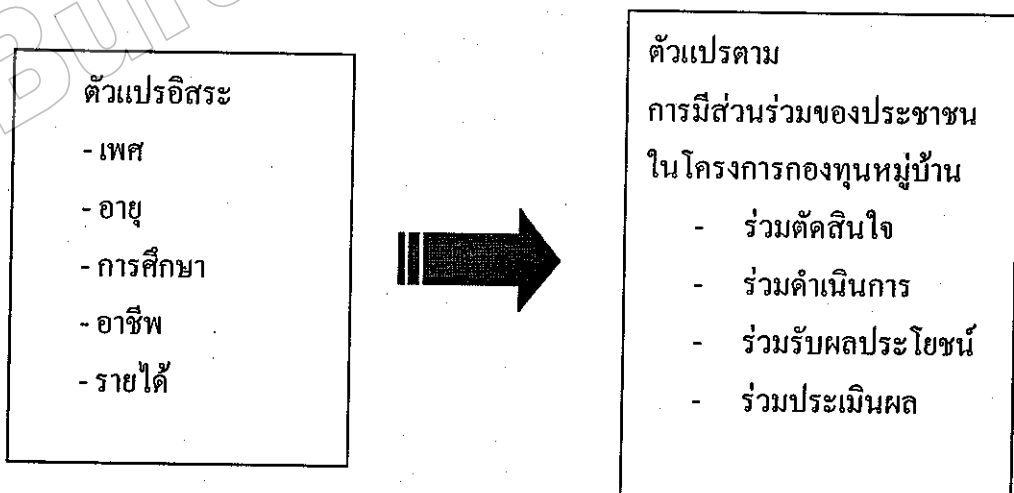 ตัวแปรอิสระ
- เพศ
- อายุ
- การศึกษา
- อาชีพ
- รายได้
ตัวแปรตาม
การมีส่วนร่วมของประชาชน
ในโครงการกองทุนหมู่บ้าน
- ร่วมตัดสินใจ
- ร่วมดำเนินการ
- ร่วมรับผลประโยชน์
- ร่วมประเมินผล